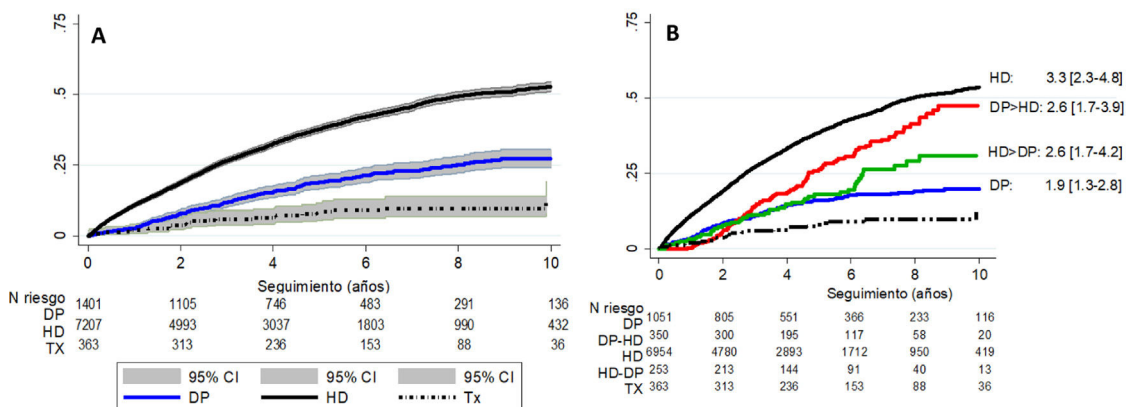 A
.75
.5
.25
0
0 2 4 6 8 10
Seguimiento (años)
N riesgo
DP 1401 1105 746 483 291 136
HD 7207 4993 3037 1803 990 432
TX 363 313 236 153 88 36
95% CI 95% CI 95% CI
DP HD Tx
B
.75
.5
.25
0
HD: 3.3 [2.3-4.8]
DP>HD: 2.6 [1.7-3.9]
HD>DP: 2.6 [1.7-4.2]
DP: 1.9 [1.3-2.8]
0 2 4 6 8 10
Seguimiento (años)
N riesgo
DP 1051 805 551 366 233 116
DP-HD 350 300 195 117 58 20
HD 6954 4780 2893 1712 950 419
HD-DP 253 213 144 91 40 13
TX 363 313 236 153 88 36